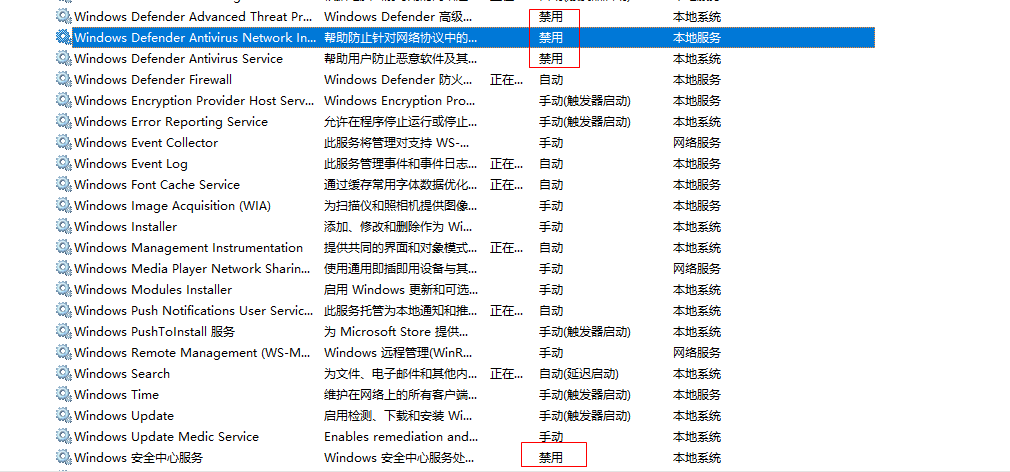 Windows Defender Advanced Threat Pr... Windows Defender 高级... 禁用 本地系统
Windows Defender Antivirus Network In... 帮助防止针对网络协议中的... 禁用 本地服务
Windows Defender Antivirus Service 帮助用户防止恶意软件及其... 禁用 本地系统
Windows Defender Firewall Windows Defender 防火... 正在... 自动 本地服务
Windows Encryption Provider Host Serv... Windows Encryption Pro... 手动(触发器启动) 本地服务
Windows Error Reporting Service 允许在程序停止运行或停止... 手动(触发器启动) 本地系统
Windows Event Collector 此服务将管理对支持 WS-... 手动 网络服务
Windows Event Log 此服务管理事件和事件日志... 正在... 自动 本地服务
Windows Font Cache Service 通过缓存常用字体数据优化... 正在... 自动 本地服务
Windows Image Acquisition (WIA) 为扫描仪和照相机提供图像... 手动 本地服务
Windows Installer 添加、修改和删除作为 Wi... 手动 本地系统
Windows Management Instrumentation 提供共同的界面和对象模式... 正在... 自动 本地系统
Windows Media Player Network Sharin... 使用通用即插即用设备与其... 手动 网络服务
Windows Modules Installer 启用 Windows 更新和可选... 手动 本地系统
Windows Push Notifications User Servic... 此服务托管为本地通知和推... 正在... 自动 本地系统
Windows PushToInstall 服务 为 Microsoft Store 提供... 手动(触发器启动) 本地系统
Windows Remote Management (WS-M... Windows 远程管理(WinR... 手动 网络服务
Windows Search 为文件、电子邮件和其他内... 正在... 自动(延迟启动) 本地系统
Windows Time 维护在网络上的所有客户端... 手动(触发器启动) 本地服务
Windows Update 启用检测、下载和安装 Wi... 手动(触发器启动) 本地系统
Windows Update Medic Service Enables remediation and... 手动 本地系统
Windows 安全中心服务 Windows 安全中心服务处... 禁用 本地系统